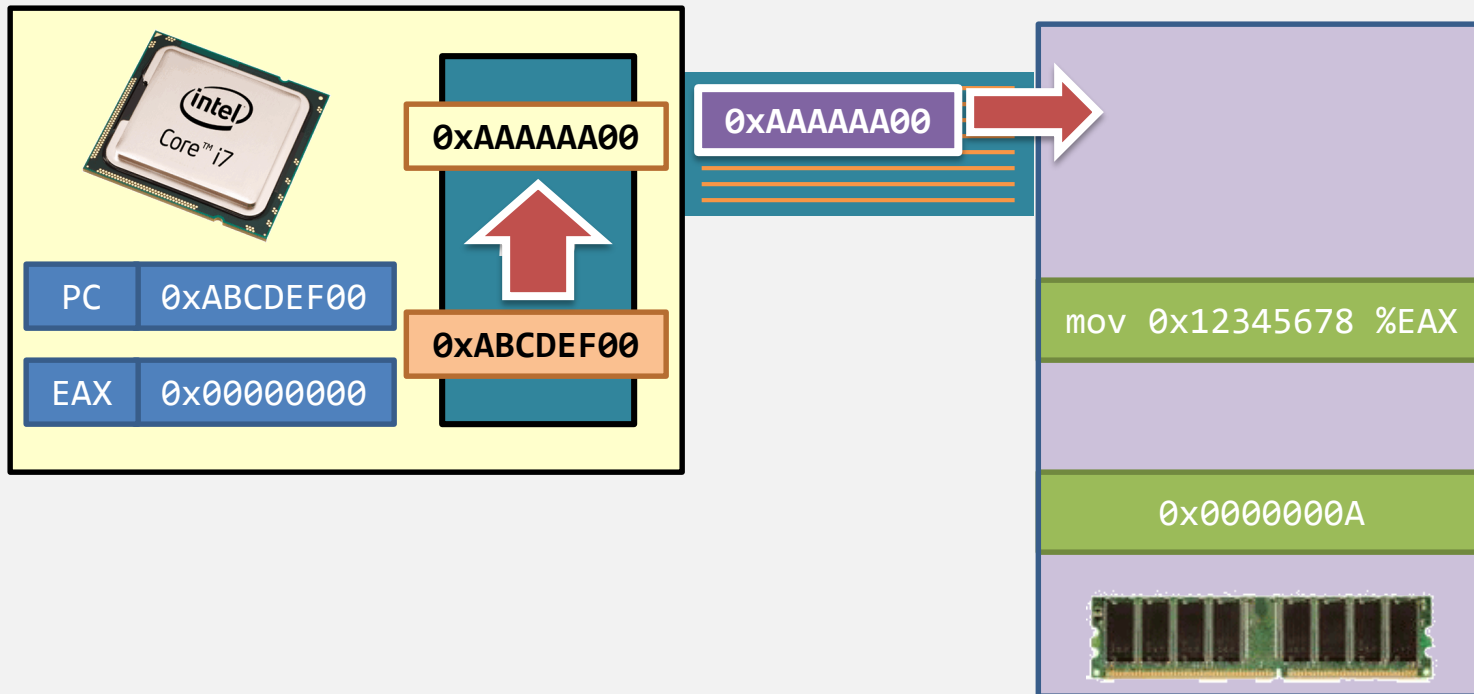 intel
Core™ i7
0xAAAAAA00
0xABCDEF00
PC 0xABCDEF00
EAX 0x00000000
0xAAAAAA00
mov 0x12345678 %EAX
0x0000000A